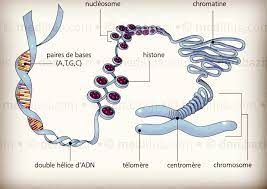 nucléosome
chromatine
paires de bases
(A,T,G,C)
histone
double hélice d'ADN
télomère
centromère
chromosome